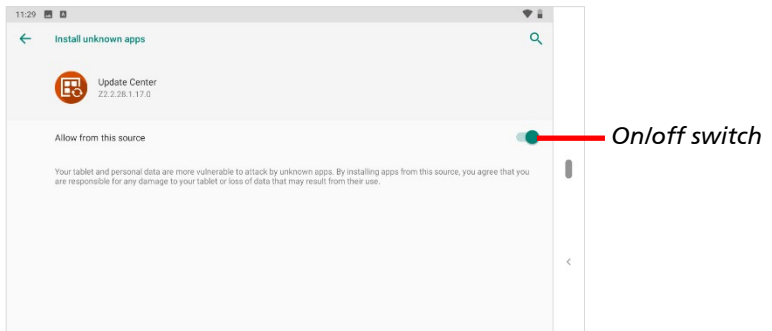 11:29
Install unknown apps
Update Center
Z2.2.28.1.17.0
Allow from this source
On/off switch
Your tablet and personal data are more vulnerable to attack by unknown apps. By installing apps from this source, you agree that you
are responsible for any damage to your tablet or loss of data that may result from their use.